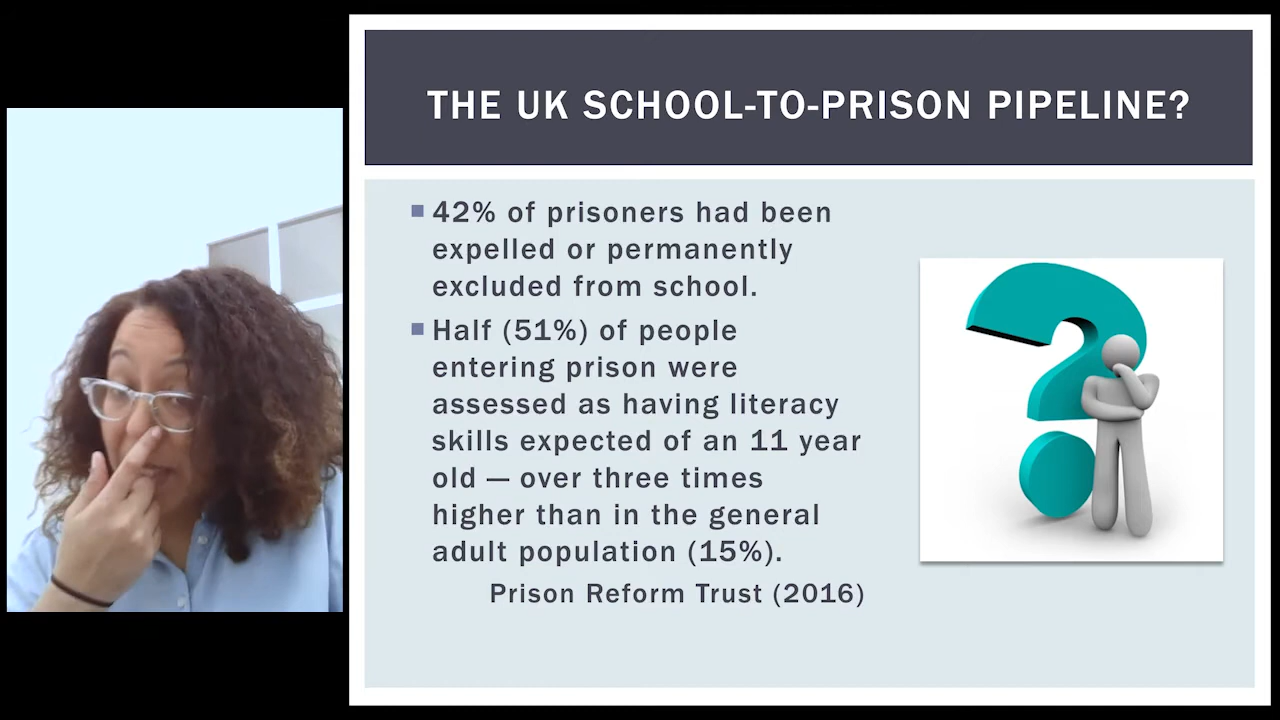 THE UK SCHOOL-TO-PRISON PIPELINE?
42% of prisoners had been
expelled or permanently
excluded from school.
Half (51%) of people
entering prison were
assessed as having literacy
skills expected of an 11 year
old — over three times
higher than in the general
adult population (15%).
Prison Reform Trust (2016)